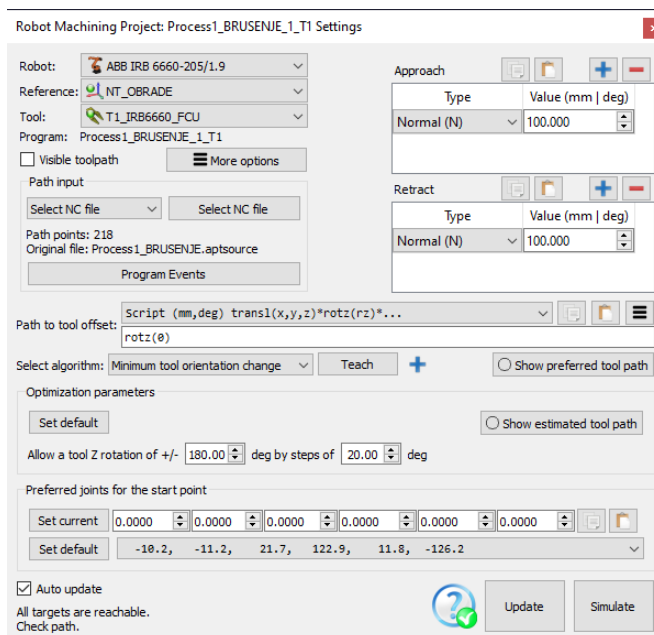 Robot Machining Project: Process1_BRUSENJE_1_T1 Settings
Robot: ABB IRB 6660-205/1.9
Reference: NT_OBRADE
Tool: T1_IRB6660_FCU
Program: Process1_BRUSENJE_1_T1
Visible toolpath
More options
Path input
Select NC file
Select NC file
Path points: 218
Original file: Process1_BRUSENJE.aptsource
Program Events
Approach
Type Value (mm | deg)
Normal (N) 100.000
Retract
Type Value (mm | deg)
Normal (N) 100.000
Path to tool offset: Script (mm,deg) transl(x,y,z)*rotz(rz)*...
rotz(0)
Select algorithm: Minimum tool orientation change Teach Show preferred tool path
Optimization parameters
Set default Show estimated tool path
Allow a tool Z rotation of +/- 180.00 deg by steps of 20.00 deg
Preferred joints for the start point
Set current 0.0000 0.0000 0.0000 0.0000 0.0000 0.0000
Set default -10.2, -11.2, 21.7, 122.9, 11.8, -126.2
Auto update
All targets are reachable.
Check path.
Update Simulate